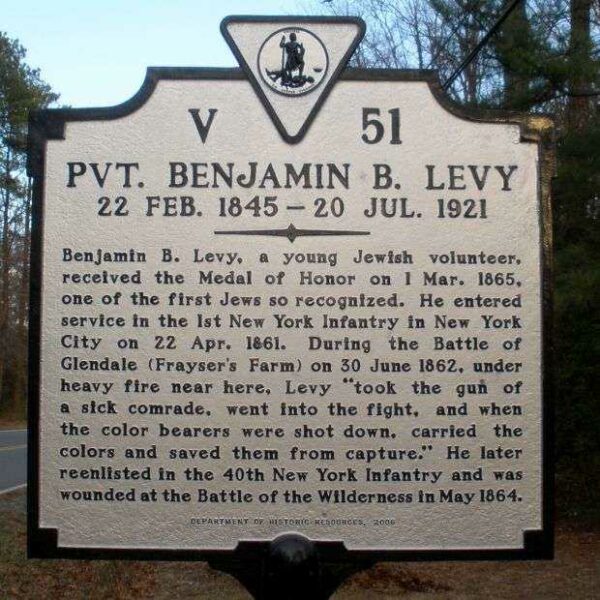 V 51
PVT. BENJAMIN B. LEVY
22 FEB. 1845 – 20 JUL. 1921
Benjamin B. Levy, a young Jewish volunteer,
received the Medal of Honor on 1 Mar. 1865,
one of the first Jews so recognized. He entered
service in the 1st New York Infantry in New York
City on 22 Apr. 1861. During the Battle of
Glendale (Frayser's Farm) on 30 June 1862, under
heavy fire near here, Levy "took the gun of
a sick comrade, went into the fight, and when
the color bearers were shot down, carried the
colors and saved them from capture." He later
reenlisted in the 40th New York Infantry and was
wounded at the Battle of the Wilderness in May 1864.
DEPARTMENT OF HISTORIC RESOURCES, 2006